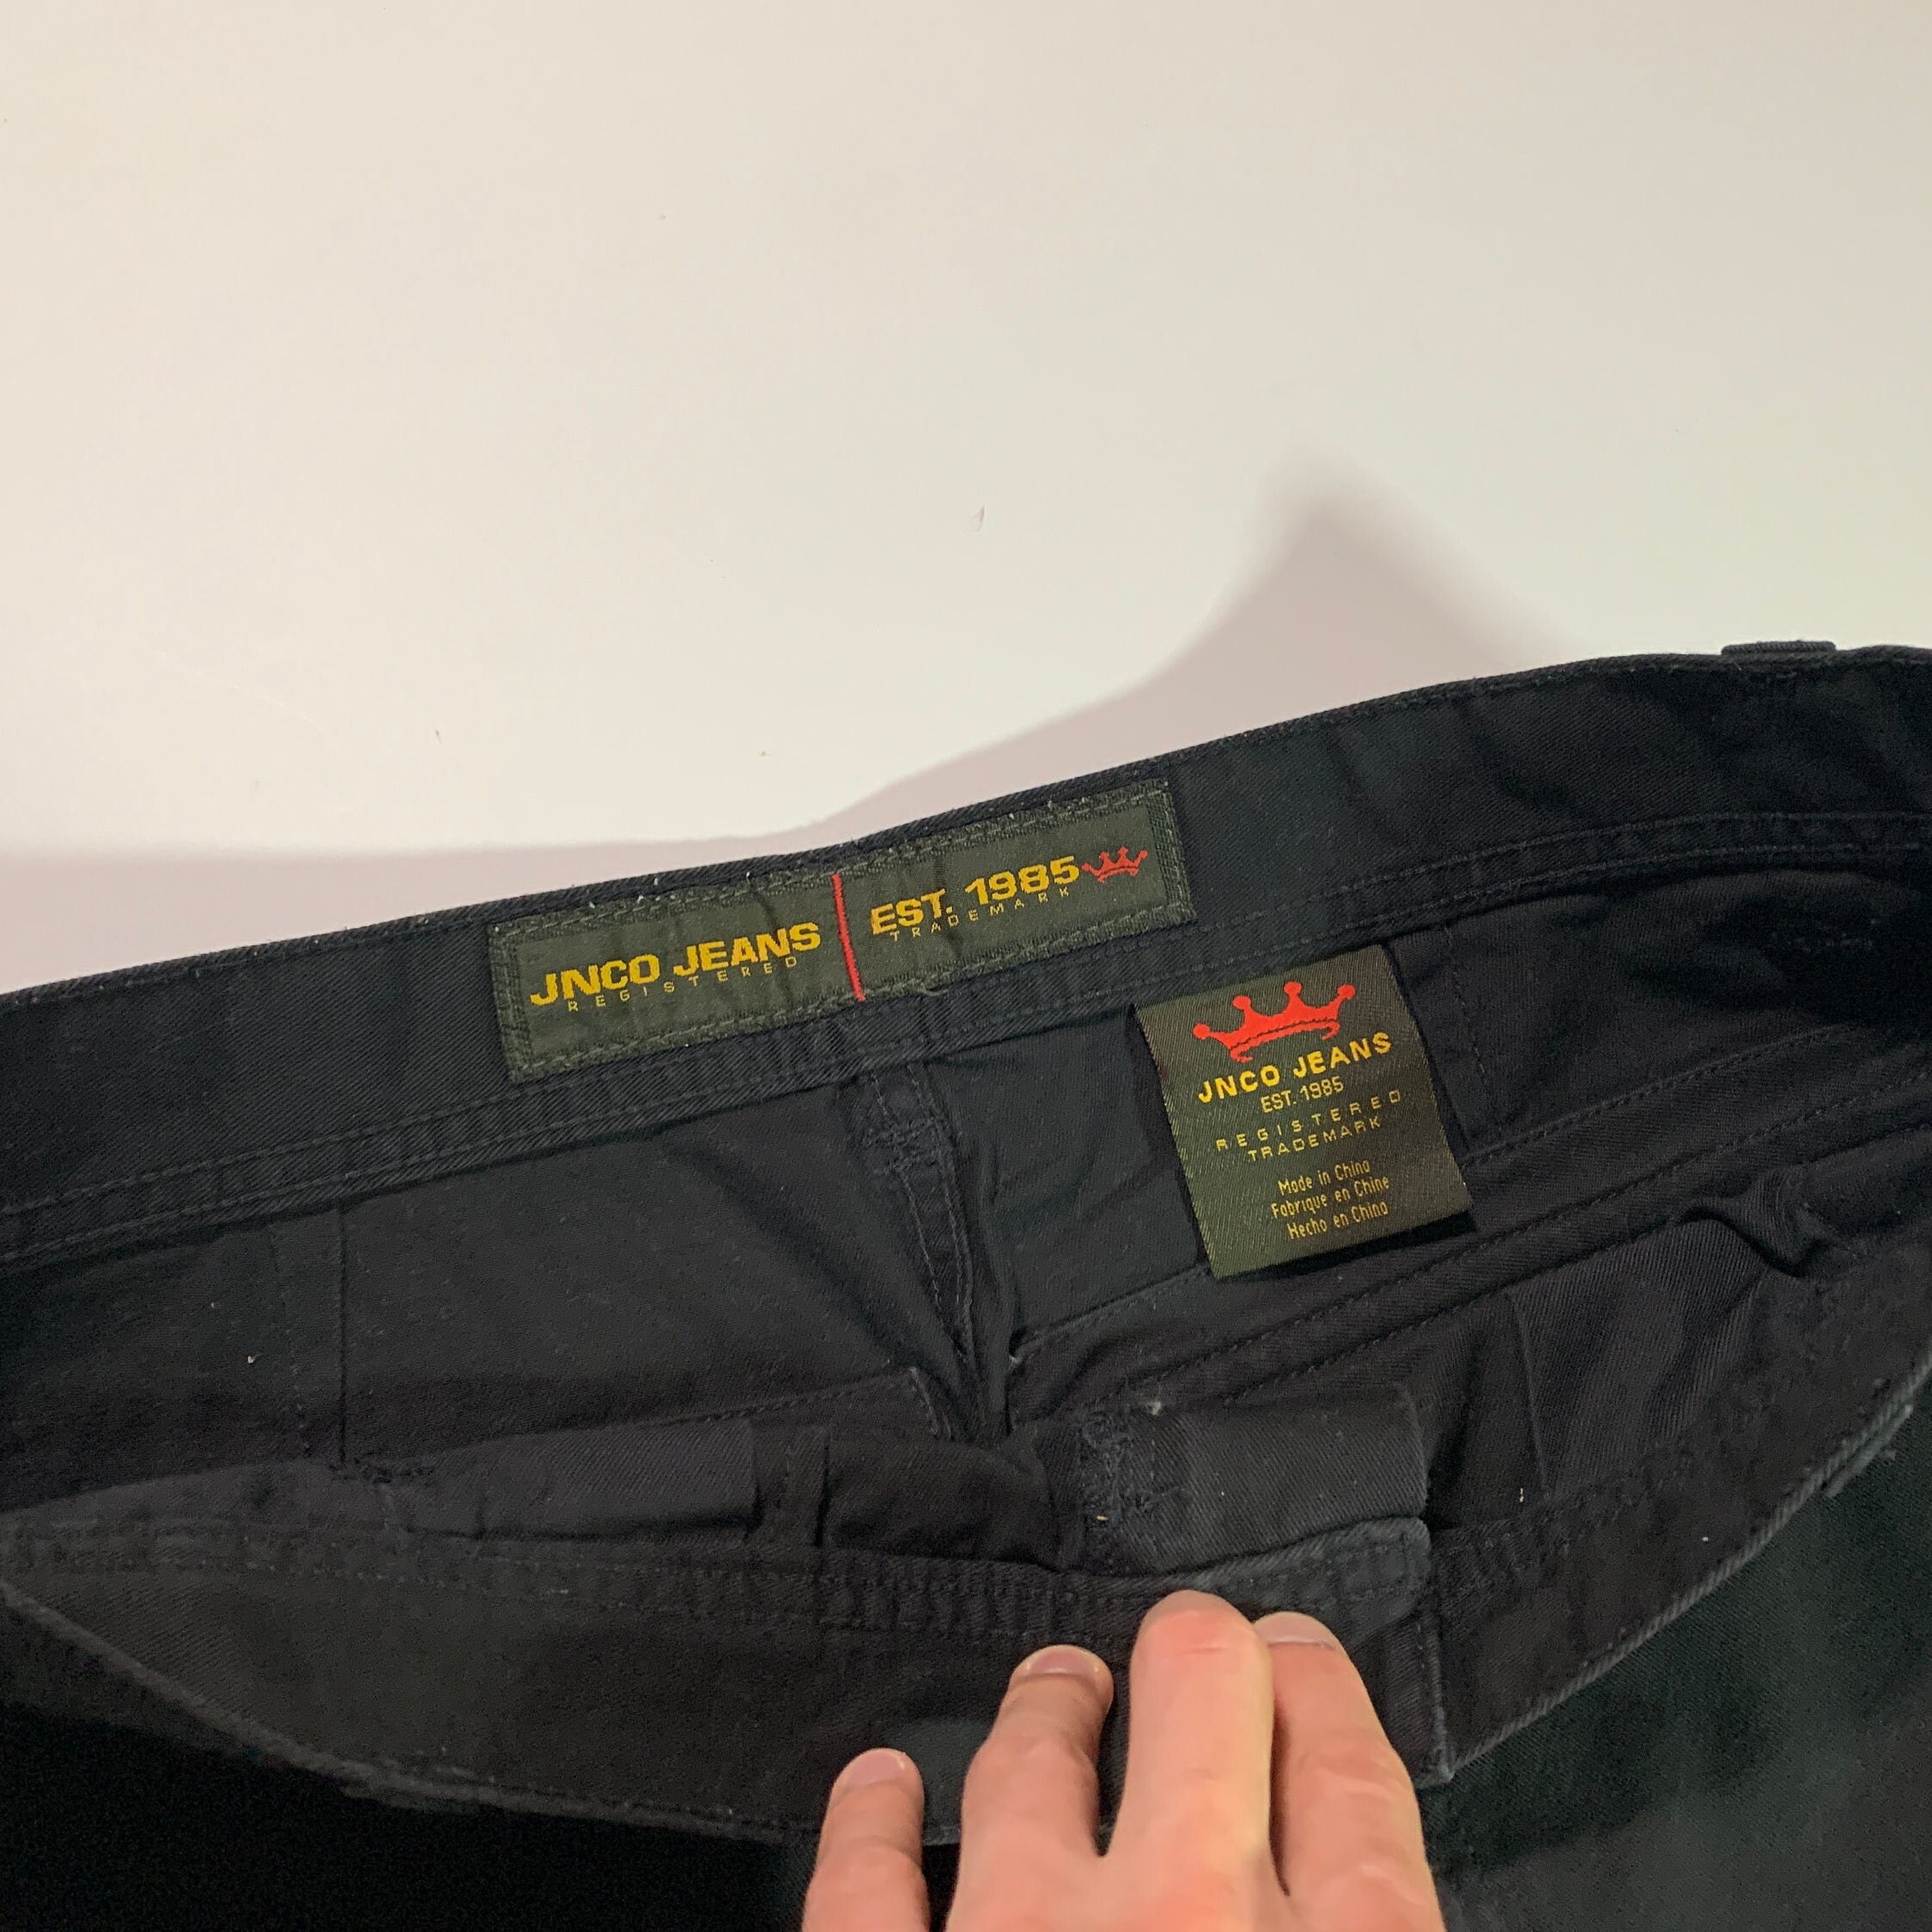 JNCO JEANS
REGISTERED
EST. 1985
TRADEMARK
JNCO JEANS
EST. 1985
REGISTERED
TRADEMARK
Made in China
Fabrique en Chine
Hecho en China